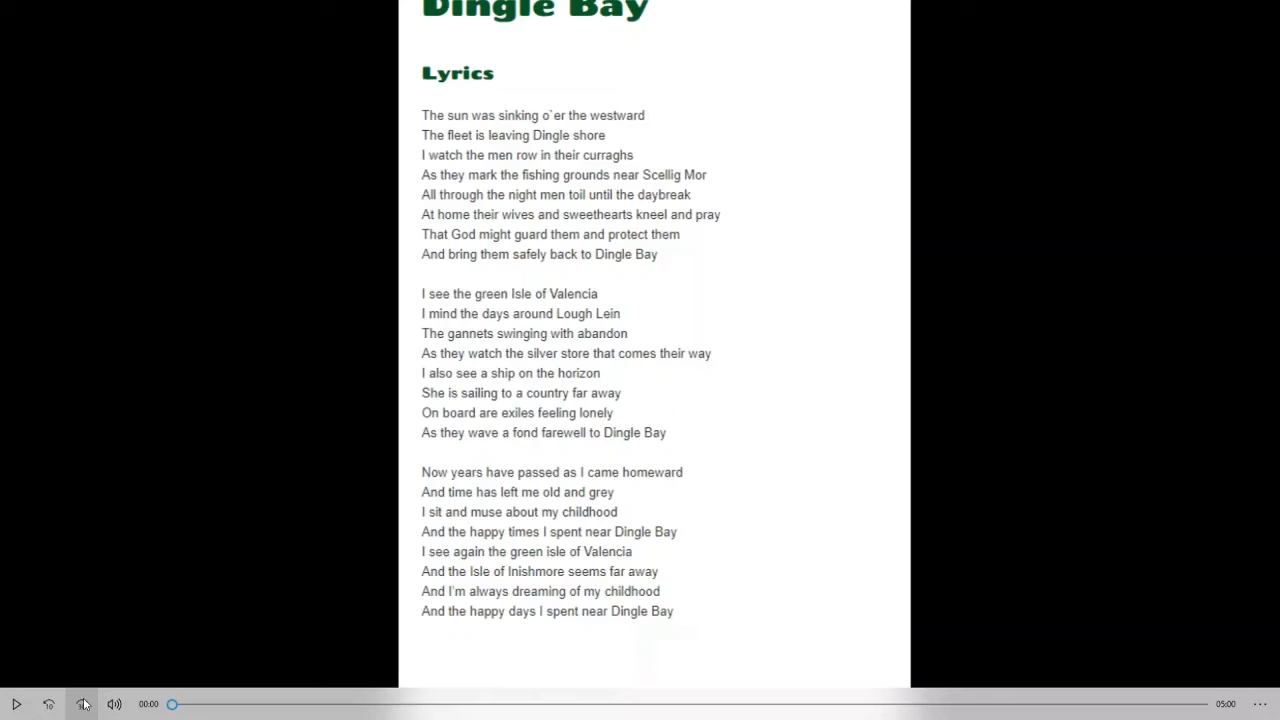 Dingle Bay
Lyrics
The sun was sinking o`er the westward
The fleet is leaving Dingle shore
I watch the men row in their curraghs
As they mark the fishing grounds near Scellig Mor
All through the night men toil until the daybreak
At home their wives and sweethearts kneel and pray
That God might guard them and protect them
And bring them safely back to Dingle Bay
I see the green Isle of Valencia
I mind the days around Lough Lein
The gannets swinging with abandon
As they watch the silver store that comes their way
I also see a ship on the horizon
She is sailing to a country far away
On board are exiles feeling lonely
As they wave a fond farewell to Dingle Bay
Now years have passed as I came homeward
And time has left me old and grey
I sit and muse about my childhood
And the happy times I spent near Dingle Bay
I see again the green isle of Valencia
And the Isle of Inishmore seems far away
And I'm always dreaming of my childhood
And the happy days I spent near Dingle Bay
00:00
05:00